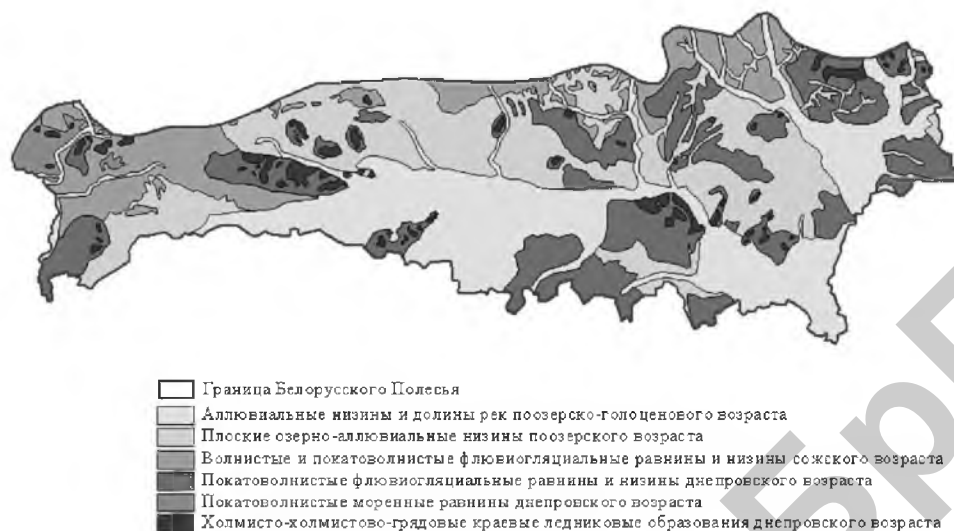 Граница Белорусского Полесья
Аллювиальные низины и долины рек поозерско-голоценового возраста
Плоские озерно-аллювиальные низины поозерского возраста
Волнистые и покатоволнистые флювиогляциальные равнины и низины сожского возраста
Покатоволнистые флювиогляциальные равнины и низины днепровского возраста
Покатоволнистые моренные равнины днепровского возраста
Холмисто-холмистово-грядовые краевые ледниковые образования днепровского возраста
БрГ